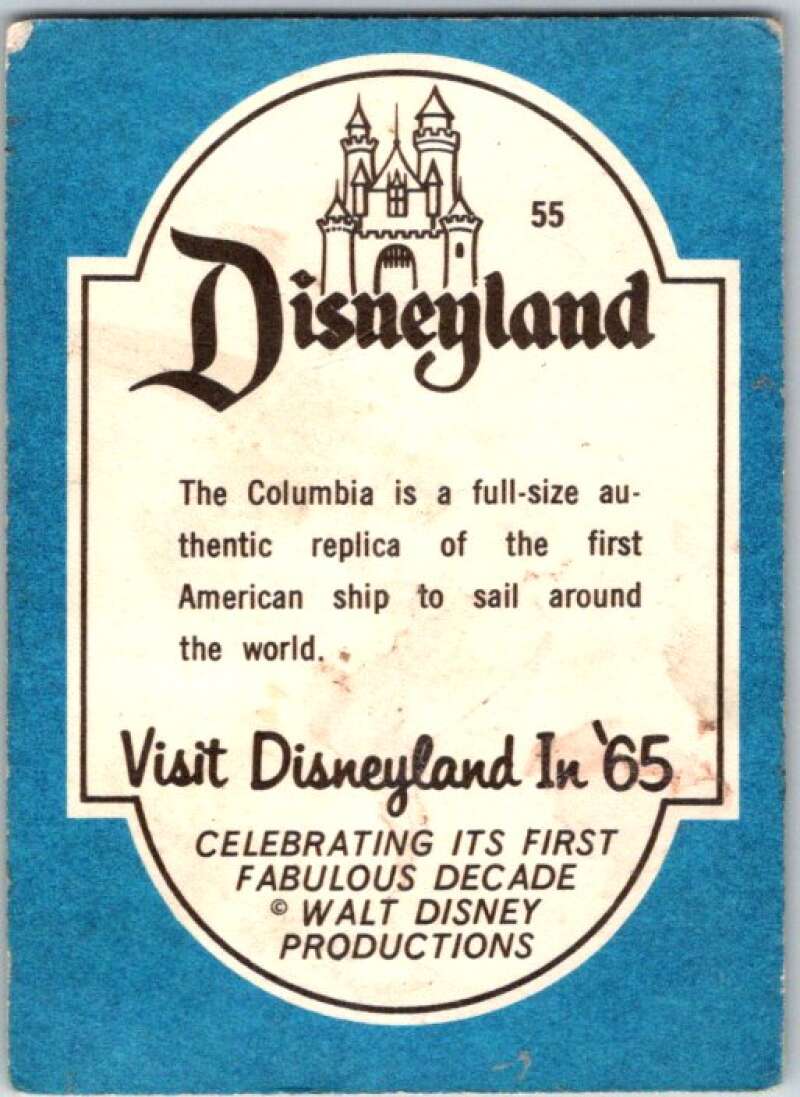 55
Disneyland
The Columbia is a full-size au-
thentic replica of the first
American ship to sail around
the world.
Visit Disneyland In '65
CELEBRATING ITS FIRST
FABULOUS DECADE
© WALT DISNEY
PRODUCTIONS